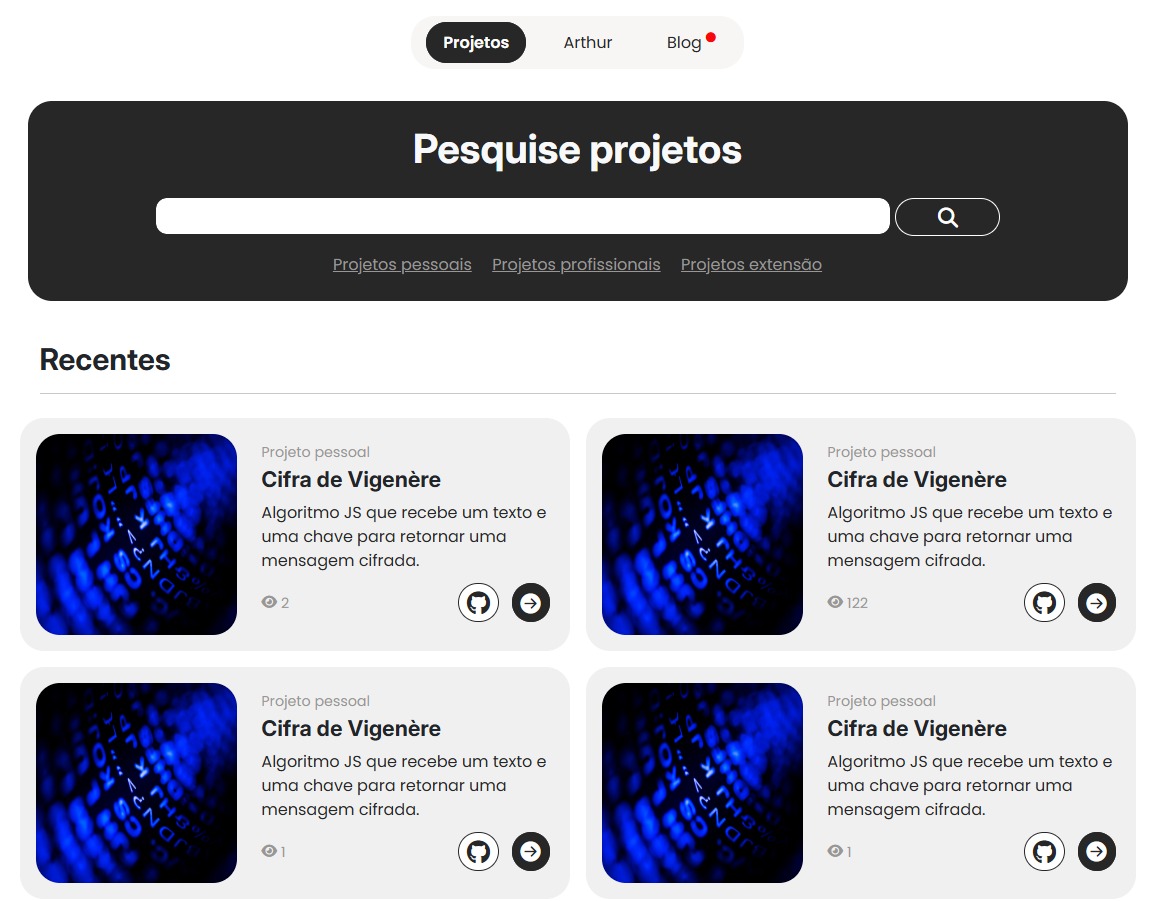 Projetos Arthur Blog
Pesquise projetos
Projetos pessoais Projetos profissionais Projetos extensão
Recentes
Projeto pessoal
Cifra de Vigenère
Algoritmo JS que recebe um texto e
uma chave para retornar uma
mensagem cifrada.
2
Projeto pessoal
Cifra de Vigenère
Algoritmo JS que recebe um texto e
uma chave para retornar uma
mensagem cifrada.
122
Projeto pessoal
Cifra de Vigenère
Algoritmo JS que recebe um texto e
uma chave para retornar uma
mensagem cifrada.
1
Projeto pessoal
Cifra de Vigenère
Algoritmo JS que recebe um texto e
uma chave para retornar uma
mensagem cifrada.
1